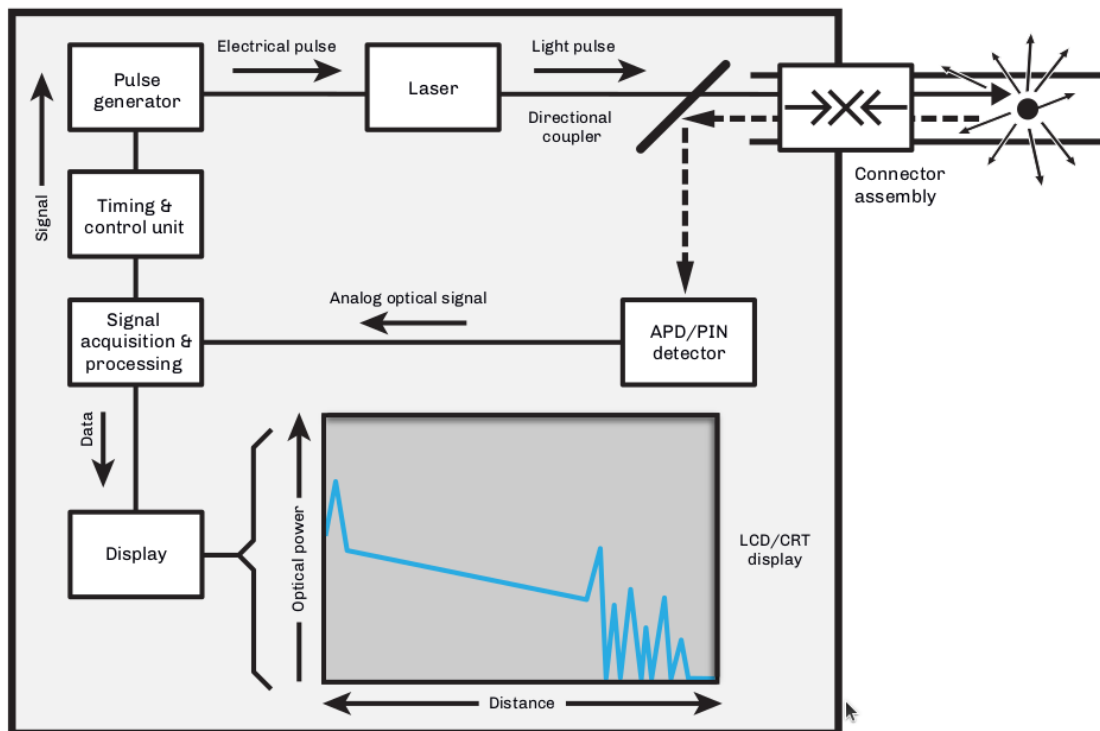 Electrical pulse
Light pulse
Pulse
generator
Laser
Directional
coupler
Connector
assembly
Signal
Timing &
control unit
Analog optical signal
Signal
acquisition &
processing
APD/PIN
detector
Data
Display
Optical power
LCD/CRT
display
Distance